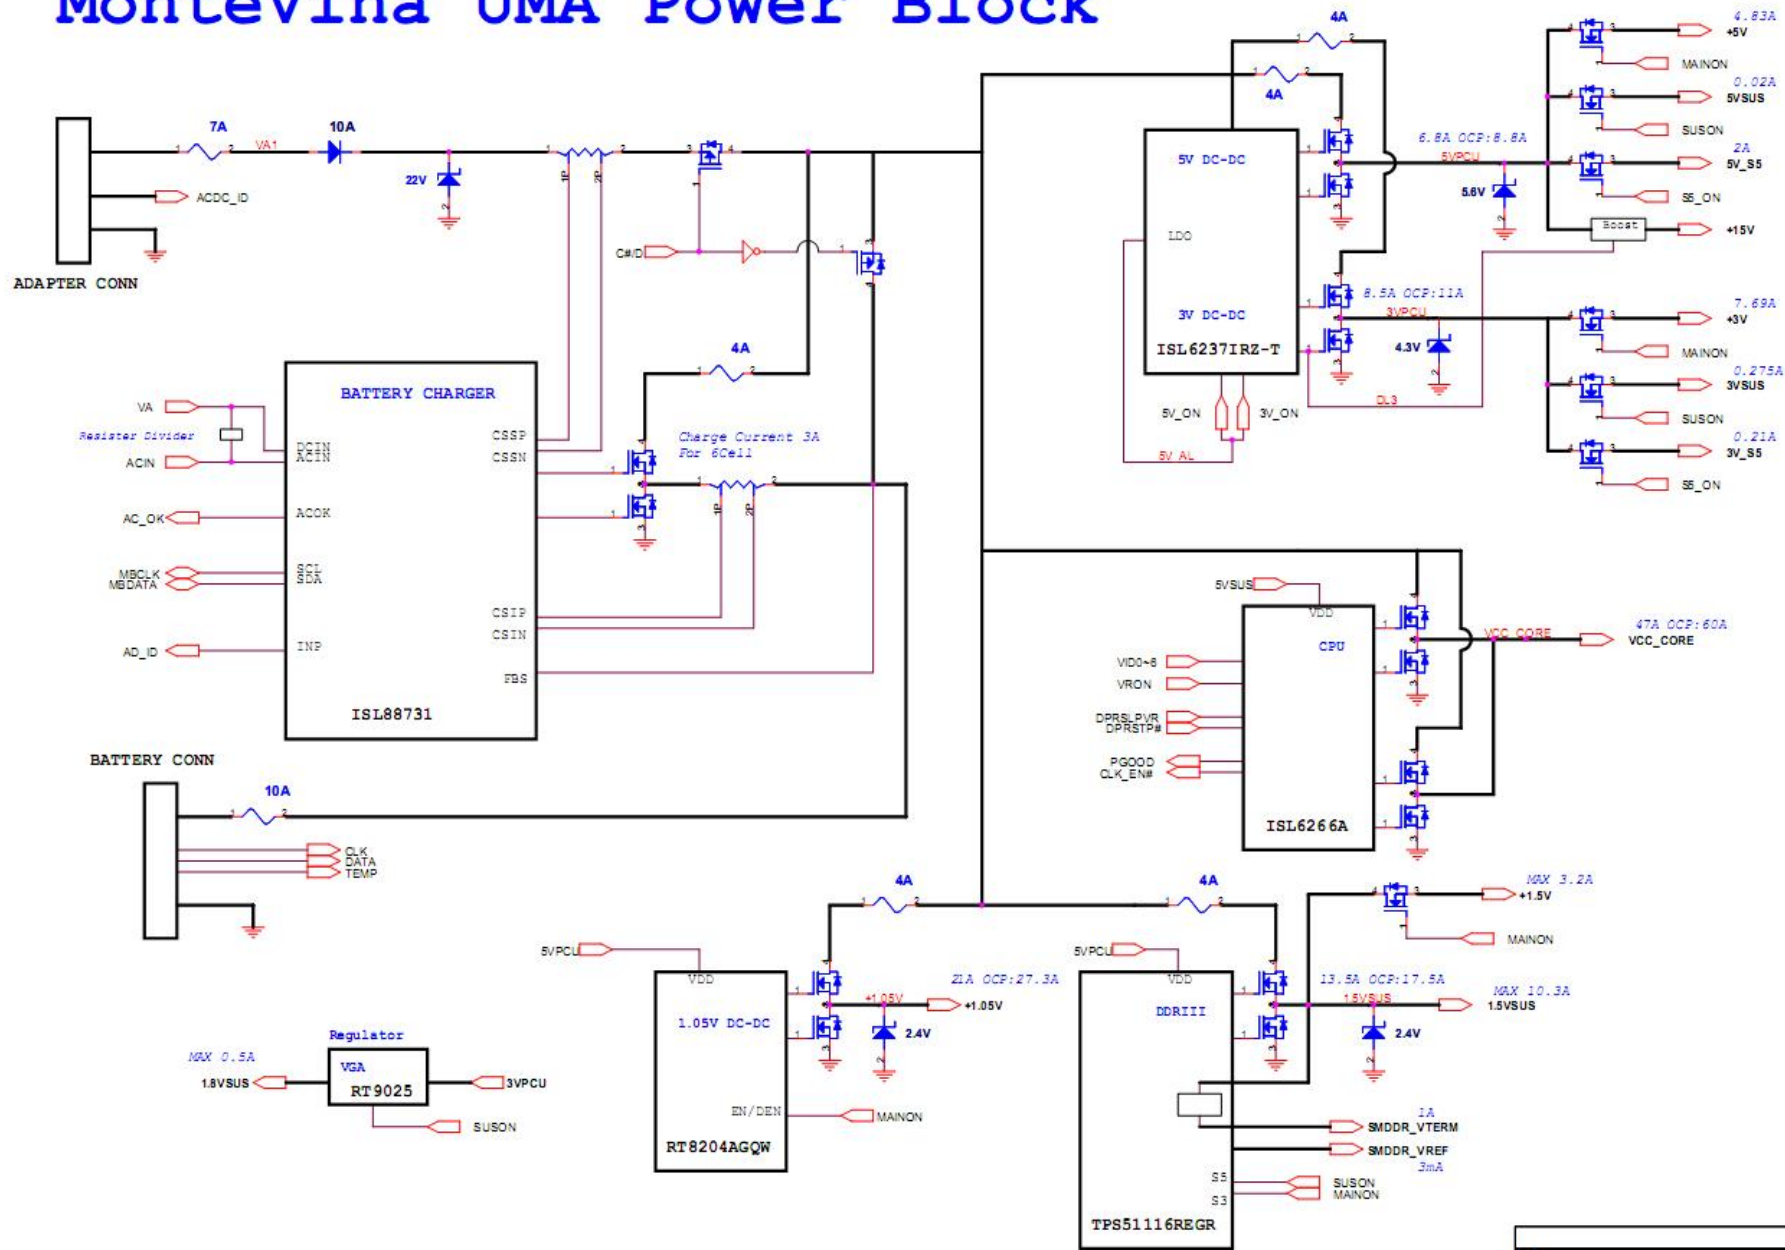 Montevina UMA Power Block
4A
4A
4.83A
+5V
MAINON
0.02A
5VSUS
SUSON
7A
VA1
10A
22V
ACDC_ID
ADAPTER CONN
1P
2P
C#/D
5V DC-DC
LDO
3V DC-DC
ISL6237IRZ-T
6.8A OCP:8.8A
5VPCU
5.6V
2A
5V_S5
S5_ON
Boost
+15V
8.5A OCP:11A
3VPCU
4.3V
7.69A
+3V
MAINON
0.275A
3VSUS
SUSON
0.21A
3V_S5
S5_ON
DL3
5V_ON
3V_ON
5V_AL
4A
BATTERY CHARGER
VA
Resister Divider
ACIN
DCIN
ACIN
CSSP
CSSN
Charge Current 3A
For 6Cell
1P
2P
AC_OK
ACOK
MBCLK
MBDATA
SCL
SDA
CSIP
CSIN
AD_ID
INP
FBS
ISL88731
5VSUS
VDD
CPU
VID0~6
VRON
DPRSLPVR
DPRSTP#
PGOOD
CLK_EN#
ISL6266A
VCC_CORE
47A OCP:60A
VCC_CORE
BATTERY CONN
10A
CLK
DATA
TEMP
4A
4A
MAX 3.2A
+1.5V
MAINON
5VPCU
VDD
1.05V DC-DC
+1.05V
21A OCP:27.3A
+1.05V
2.4V
EN/DEN
MAINON
RT8204AGQW
5VPCU
VDD
DDRIII
13.5A OCP:17.5A
1.5VSUS
MAX 10.3A
1.5VSUS
2.4V
1A
SMDDR_VTERM
SMDDR_VREF
3mA
S5
S3
SUSON
MAINON
TPS51116REGR
Regulator
MAX 0.5A
1.8VSUS
VGA
RT9025
3VPCU
SUSON